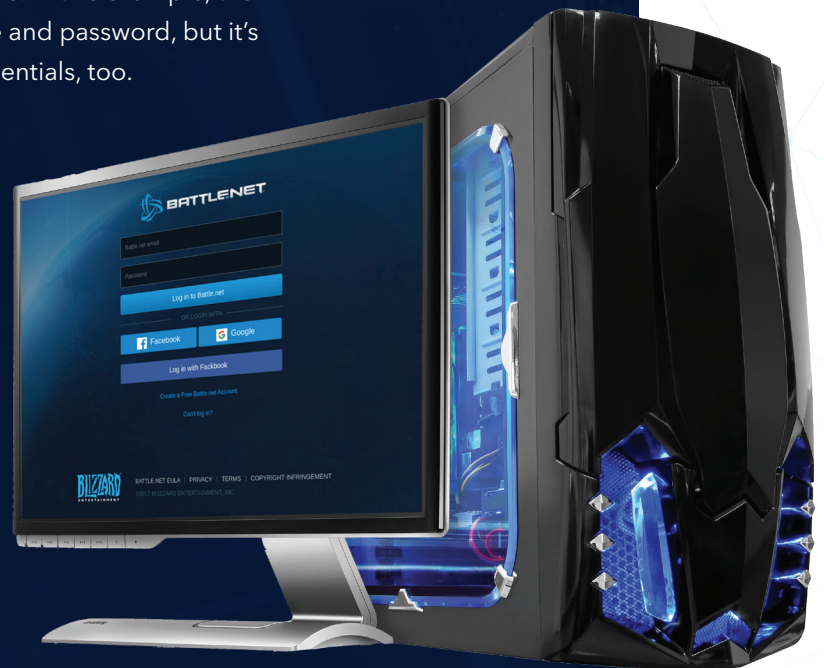 e and password, but it's
entials, too.
BATTLE.NET
Battle.net email
Password
Log in to Battle.net
OR LOGIN WITH
Facebook
Google
Log in with Fackbook
Create a Free Battle.net Account
Can't log in?
BLIZZARD
ENTERTAINMENT
BATTLE.NET EULA | PRIVACY | TERMS | COPYRIGHT INFRINGEMENT
©2017 BLIZZARD ENTERTAINMENT, INC.